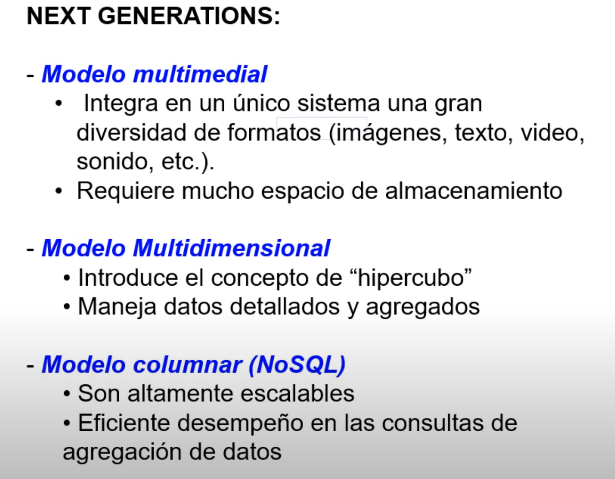 NEXT GENERATIONS:
- Modelo multimedial
• Integra en un único sistema una gran
diversidad de formatos (imágenes, texto, video,
sonido, etc.).
• Requiere mucho espacio de almacenamiento
- Modelo Multidimensional
• Introduce el concepto de “hipercubo”
• Maneja datos detallados y agregados
- Modelo columnar (NoSQL)
• Son altamente escalables
• Eficiente desempeño en las consultas de
agregación de datos